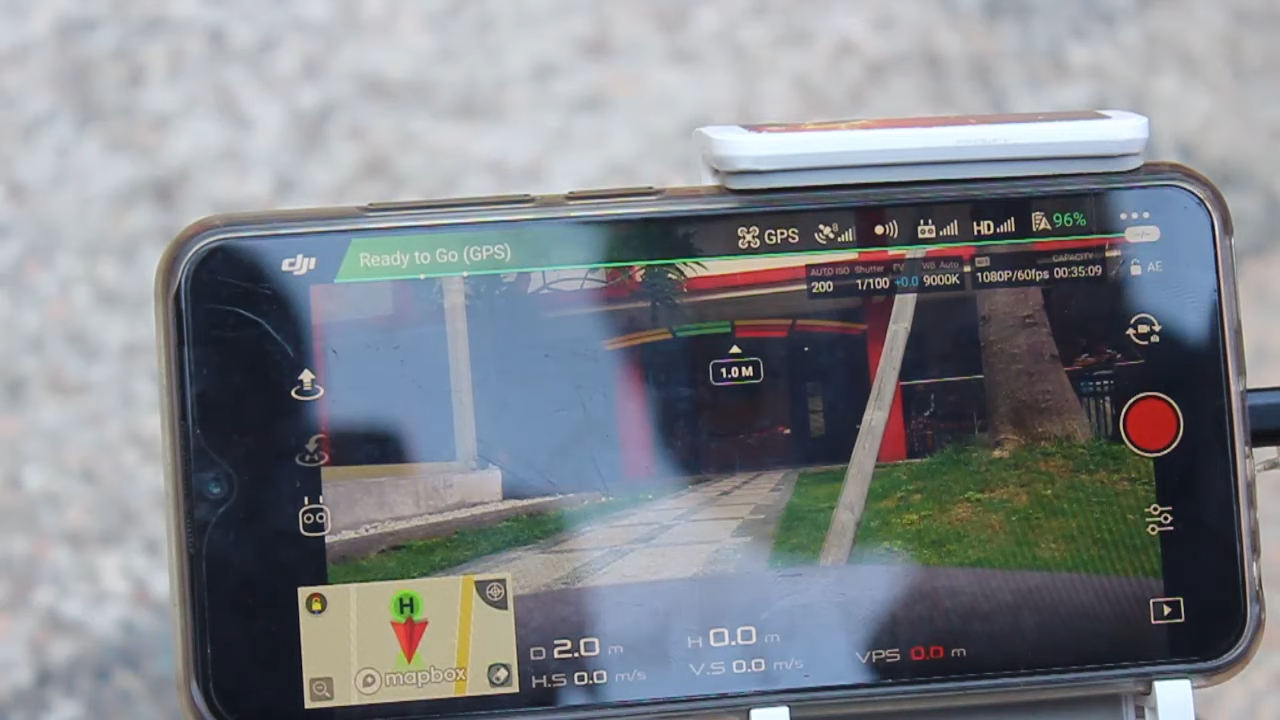 dji
Ready to Go (GPS)
GPS
8
HD
96%
AUTO ISO
200
Shutter
1/100
EV
+0.0
WB Auto
9000K
1080P/60fps
CAPACITY
00:35:09
AE
1.0 M
H
mapbox
D 2.0 m
H 0.0 m
H.S 0.0 m/s
V.S 0.0 m/s
VPS 0.0 m